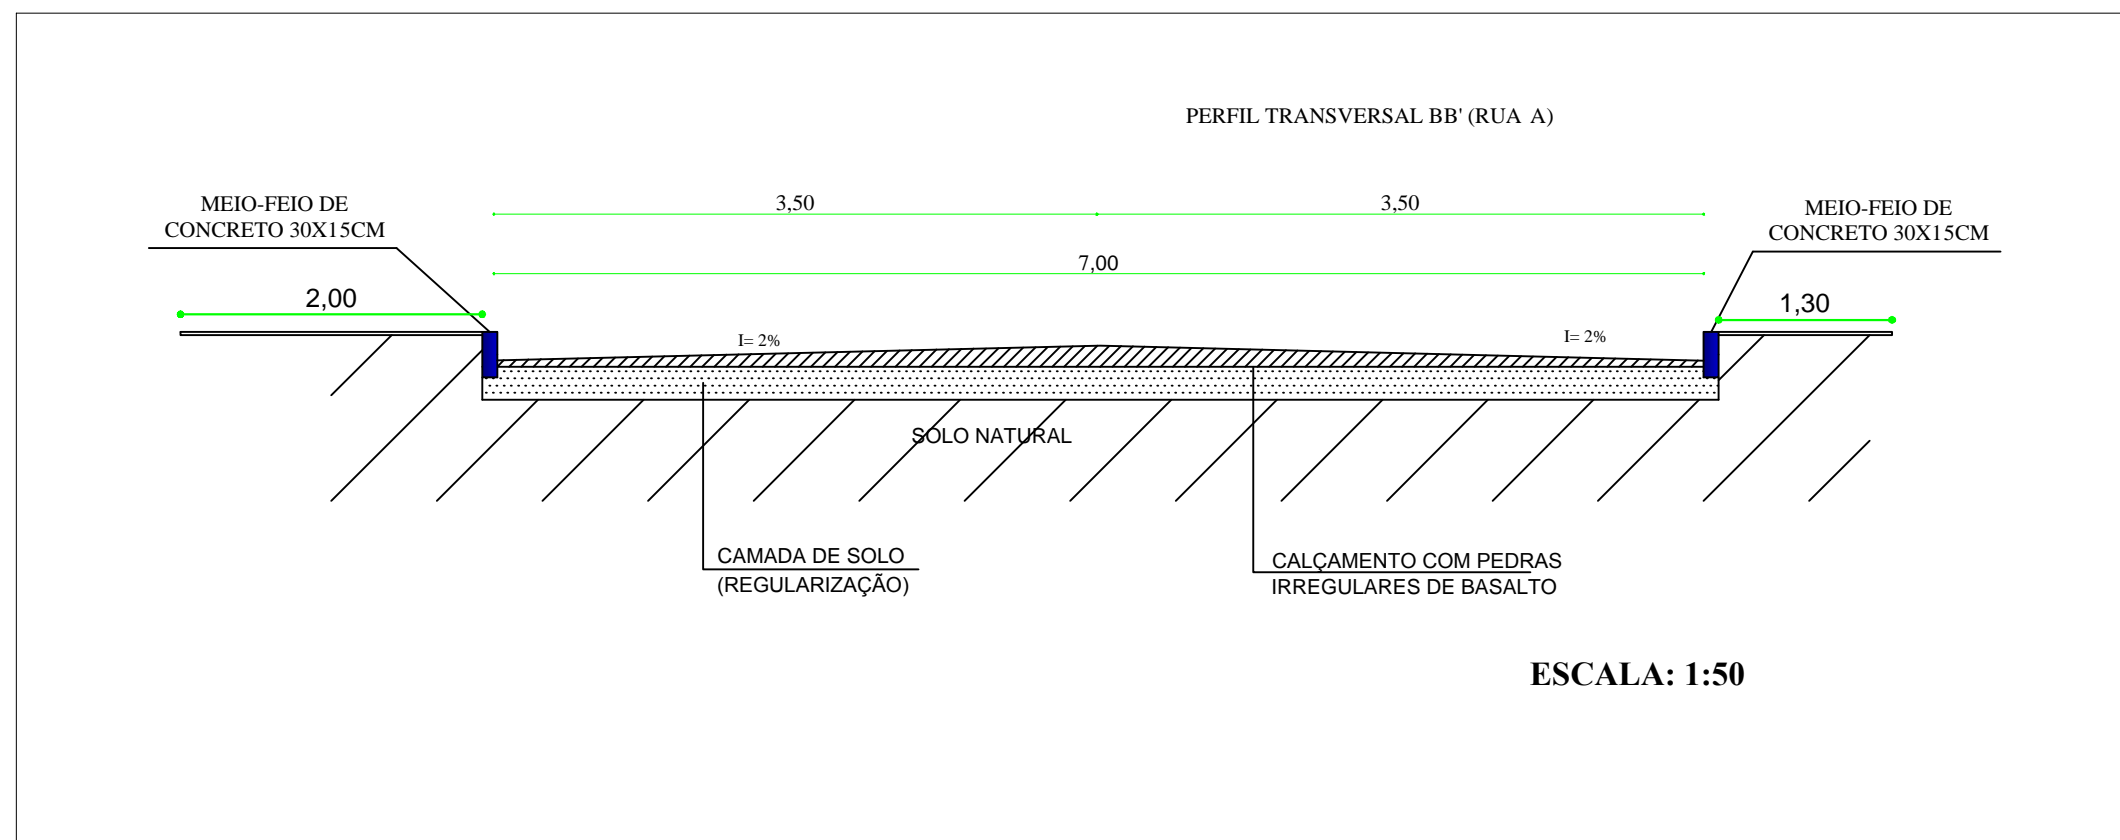 PERFIL TRANSVERSAL BB' (RUA A)
MEIO-FEIO DE
CONCRETO 30X15CM
3,50
3,50
MEIO-FEIO DE
CONCRETO 30X15CM
7,00
2,00
1,30
I= 2%
I= 2%
SOLO NATURAL
CAMADA DE SOLO
(REGULARIZAÇÃO)
CALÇAMENTO COM PEDRAS
IRREGULARES DE BASALTO
ESCALA: 1:50